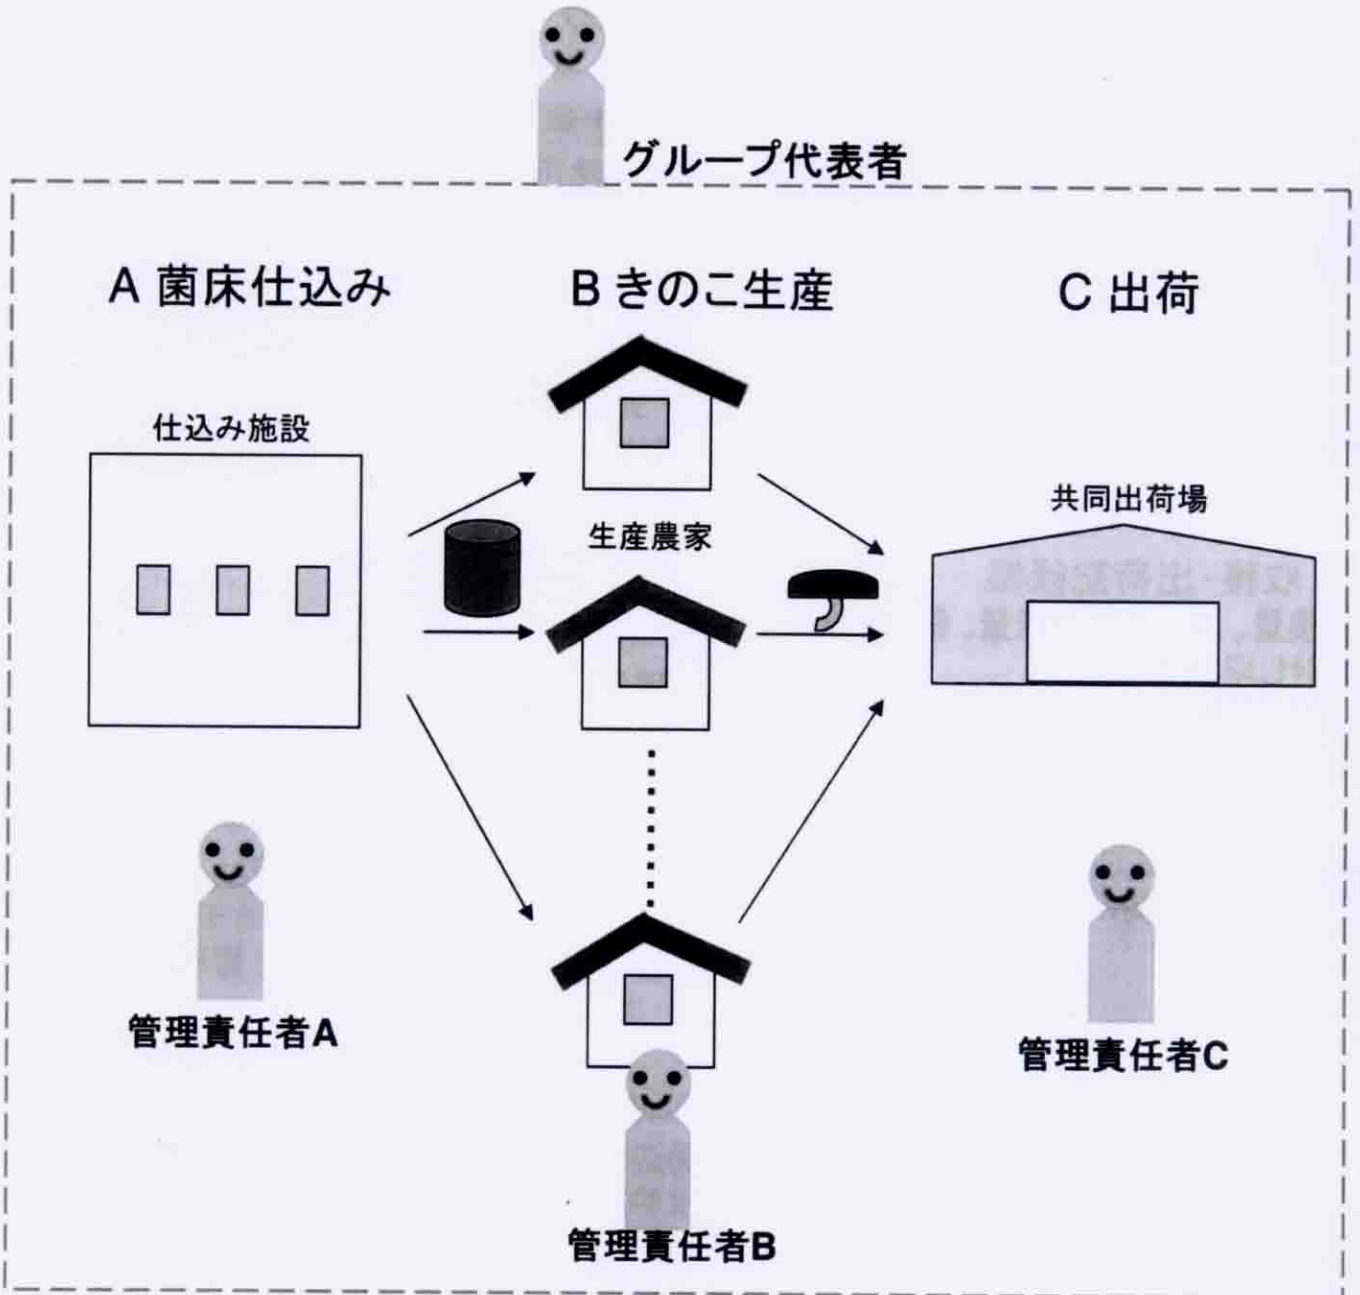 グループ代表者
A 菌床仕込み
B きのこ生産
C 出荷
仕込み施設
生産農家
共同出荷場
管理責任者A
管理責任者C
管理責任者B